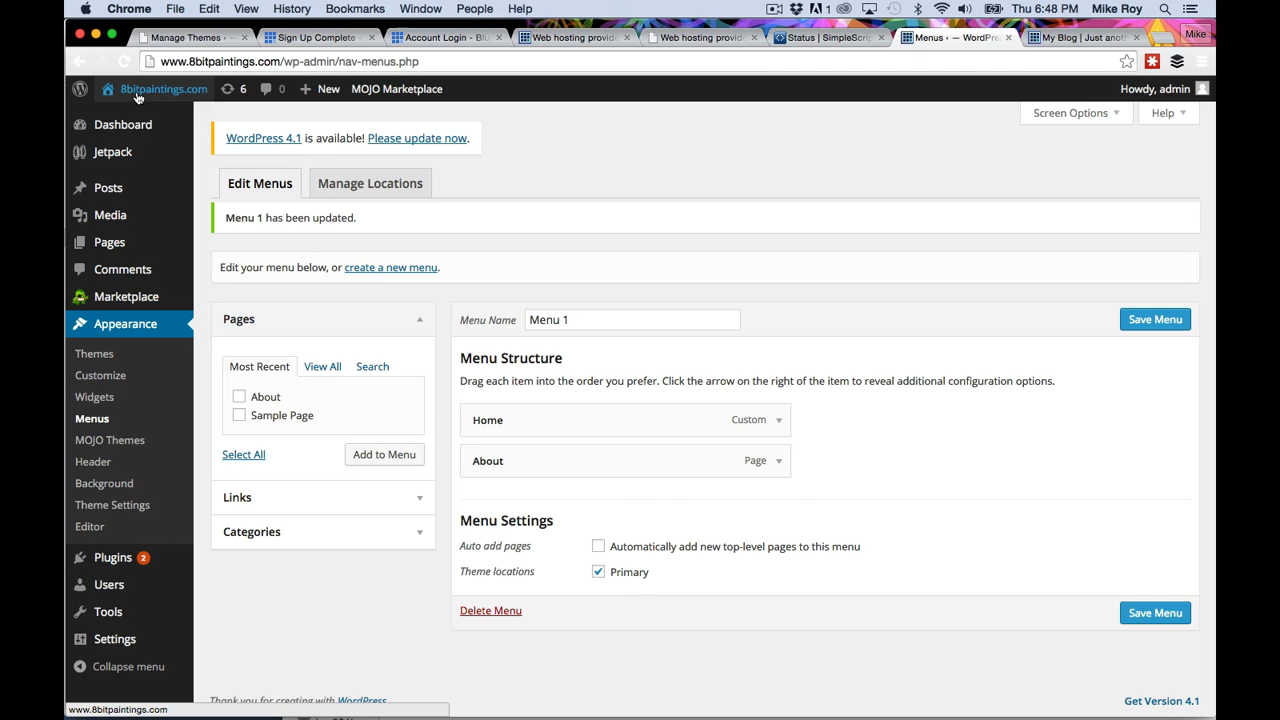 Chrome File Edit View History Bookmarks Window People Help 1 Thu 6:48 PM Mike Roy
Manage Themes ‹ Sign Up Complete - Account Login - B Web hosting provide Web hosting provide Status | SimpleScrip Menus ‹ — WordPre My Blog | Just anot Mike
www.8bitpaintings.com/wp-admin/nav-menus.php
8bitpaintings.com 6 0 + New MOJO Marketplace Howdy, admin
Screen Options Help
Dashboard
Jetpack
Posts
Media
Pages
Comments
Marketplace
Appearance
Themes
Customize
Widgets
Menus
MOJO Themes
Header
Background
Theme Settings
Editor
Plugins 2
Users
Tools
Settings
Collapse menu
WordPress 4.1 is available! Please update now.
Edit Menus Manage Locations
Menu 1 has been updated.
Edit your menu below, or create a new menu.
Pages
Most Recent View All Search
About
Sample Page
Select All Add to Menu
Links
Categories
Menu Name Menu 1 Save Menu
Menu Structure
Drag each item into the order you prefer. Click the arrow on the right of the item to reveal additional configuration options.
Home Custom
About Page
Menu Settings
Auto add pages Automatically add new top-level pages to this menu
Theme locations Primary
Delete Menu Save Menu
Thank you for creating with WordPress Get Version 4.1
www.8bitpaintings.com